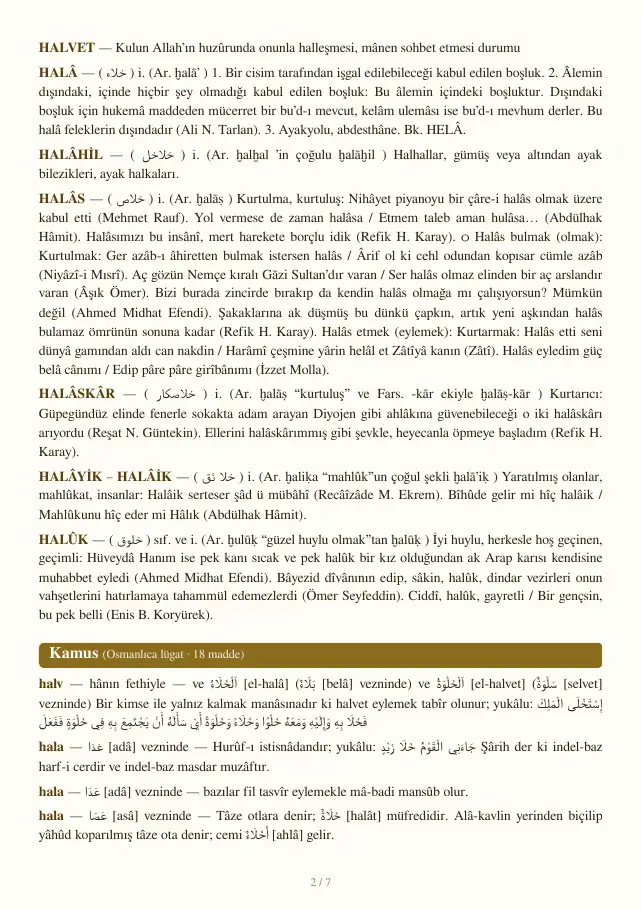 HALVET — Kulun Allah’ın huzûrunda onunla halleşmesi, mânen sohbet etmesi durumu
HALÂ — ( خلاء ) i. (Ar. ḫalā’ ) 1. Bir cisim tarafından işgal edilebileceği kabul edilen boşluk. 2. Âlemin
dışındaki, içinde hiçbir şey olmadığı kabul edilen boşluk: Bu âlemin içindeki boşluktur. Dışındaki
boşluk için hukemâ maddeden mücerret bir bu’d-ı mevcut, kelâm ulemâsı ise bu’d-ı mevhum derler. Bu
halâ feleklerin dışındadır (Ali N. Tarlan). 3. Ayakyolu, abdesthâne. Bk. HELÂ.
HALÂHİL — ( خلاخل ) i. (Ar. ḫalḫal ’in çoğulu ḫalāḫil ) Halhallar, gümüş veya altından ayak
bilezikleri, ayak halkaları.
HALÂS — ( خلاص ) i. (Ar. ḫalāṣ ) Kurtulma, kurtuluş: Nihâyet piyanoyu bir çâre-i halâs olmak üzere
kabul etti (Mehmet Rauf). Yol vermese de zaman halâsa / Etmem taleb aman hulâsa… (Abdülhak
Hâmit). Halâsımızı bu insânî, mert harekete borçlu idik (Refik H. Karay). ѻ Halâs bulmak (olmak):
Kurtulmak: Ger azâb-ı âhiretten bulmak istersen halâs / Ârif ol ki cehl odundan kopısar cümle azâb
(Niyâzî-i Mısrî). Aç gözün Nemçe kıralı Gāzi Sultan’dır varan / Ser halâs olmaz elinden bir aç arslandır
varan (Âşık Ömer). Bizi burada zincirde bırakıp da kendin halâs olmağa mı çalışıyorsun? Mümkün
değil (Ahmed Midhat Efendi). Şakaklarına ak düşmüş bu dünkü çapkın, artık yeni aşkından halâs
bulamaz ömrünün sonuna kadar (Refik H. Karay). Halâs etmek (eylemek): Kurtarmak: Halâs etti seni
dünyâ gamından aldı can nakdin / Harâmî çeşmine yârin helâl et Zâtîyâ kanın (Zâtî). Halâs eyledim güç
belâ cânımı / Edip pâre pâre girîbânımı (İzzet Molla).
HALÂSKÂR — ( خلاصكار ) i. (Ar. ḫalāṣ “kurtuluş” ve Fars. -kār ekiyle ḫalāṣ-kār ) Kurtarıcı:
Güpegündüz elinde fenerle sokakta adam arayan Diyojen gibi ahlâkına güvenebileceği o iki halâskârı
arıyordu (Reşat N. Güntekin). Ellerini halâskârımmış gibi şevkle, heyecanla öpmeye başladım (Refik H.
Karay).
HALÂYİK – HALÂİK — ( خلا ئق ) i. (Ar. ḫaliḳa “mahlûk”un çoğul şekli ḫalā’iḳ ) Yaratılmış olanlar,
mahlûkat, insanlar: Halâik serteser şâd ü mübâhî (Recâîzâde M. Ekrem). Bîhûde gelir mi hîç halâik /
Mahlûkunu hîç eder mi Hâlık (Abdülhak Hâmit).
HALÛK — ( خلوق ) sıf. ve i. (Ar. ḫulūḳ “güzel huylu olmak”tan ḫalūḳ ) İyi huylu, herkesle hoş geçinen,
geçimli: Hüveydâ Hanım ise pek kanı sıcak ve pek halûk bir kız olduğundan ak Arap karısı kendisine
muhabbet eyledi (Ahmed Midhat Efendi). Bâyezid dîvânının edip, sâkin, halûk, dindar vezirleri onun
vahşetlerini hatırlamaya tahammül edemezlerdi (Ömer Seyfeddin). Ciddî, halûk, gayretli / Bir gençsin,
bu pek belli (Enis B. Koryürek).
Kamus (Osmanlıca lügat · 18 madde)
halv — hânın fethiyle — ve اَلْخَلَاءُ [el-halâ] (بَلَاءٌ [belâ] vezninde) ve اَلْخَلْوَةُ [el-halvet] (سَلْوَةٌ [selvet]
vezninde) Bir kimse ile yalnız kalmak manâsınadır ki halvet eylemek tabîr olunur; yukâlu: إِسْتَخْلَى الْمَلِكَ
فَخَلَا بِهِ وَإِلَيْهِ وَمَعَهُ خَلْوًا وَخَلَاءً وَخَلْوَةً أَيْ سَأَلَهُ أَنْ يَجْتَمِعَ بِهِ فِي خَلْوَةٍ فَفَعَلَ
hala — عَدَا [adâ] vezninde — Hurûf-ı istisnâdandır; yukâlu: جَاءَنِي الْقَوْمُ خَلَا زَيْدٍ Şârih der ki indel-baz
harf-i cerdir ve indel-baz masdar muzâftır.
hala — عَدَا [adâ] vezninde — bazılar fil tasvîr eylemekle mâ-badi mansûb olur.
hala — عَصَا [asâ] vezninde — Tâze otlara denir; خَلَاةٌ [halât] müfredidir. Alâ-kavlin yerinden biçilip
yâhûd koparılmış tâze ota denir; cemi أَخْلَاءٌ [ahlâ] gelir.
2 / 7